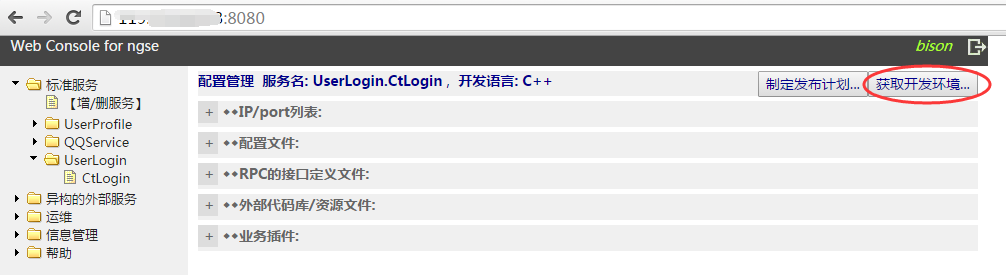 :8080
Web Console for ngse
bison
标准服务
【增/删服务】
UserProfile
QQService
UserLogin
CtLogin
异构的外部服务
运维
信息管理
帮助
配置管理 服务名: UserLogin.CtLogin , 开发语言: C++
制定发布计划...
获取开发环境...
+ ◆◆IP/port列表:
+ ◆◆配置文件:
+ ◆◆RPC的接口定义文件:
+ ◆◆外部代码库/资源文件:
+ ◆◆业务插件: